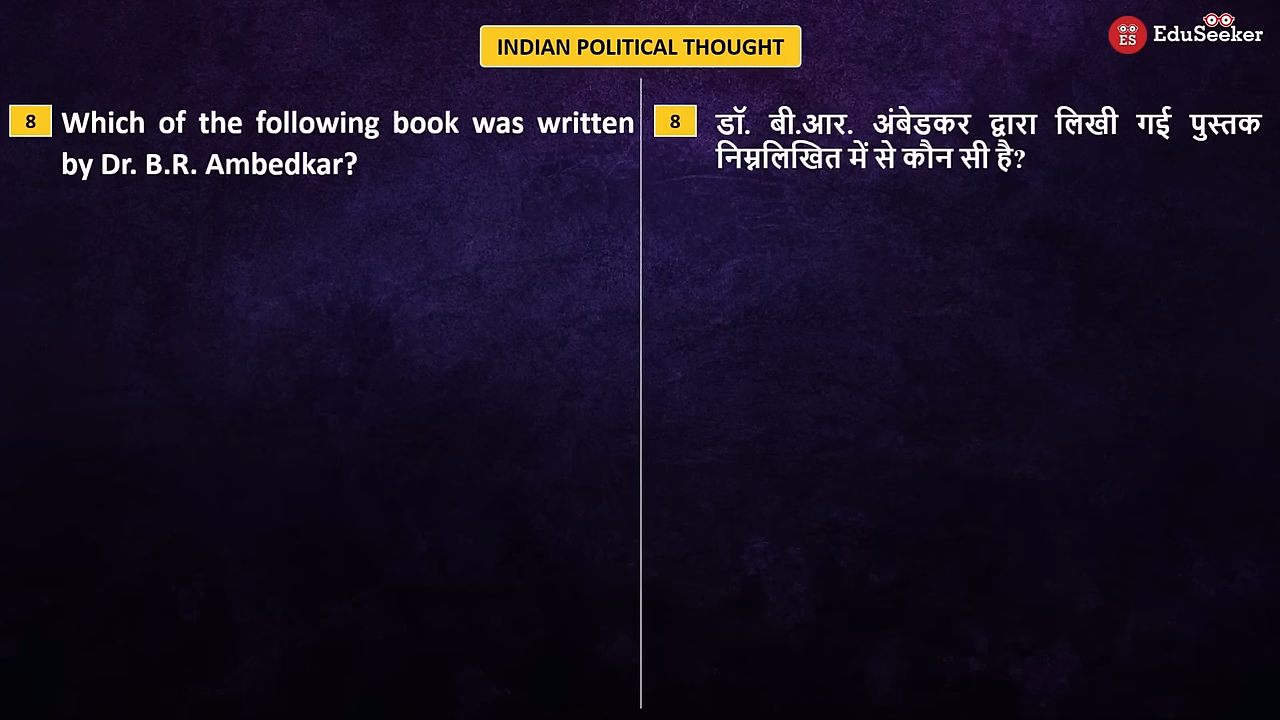 INDIAN POLITICAL THOUGHT
ES EduSeeker
8 Which of the following book was written
by Dr. B.R. Ambedkar?
8 डॉ. बी.आर. अंबेडकर द्वारा लिखी गई पुस्तक
निम्नलिखित में से कौन सी है?